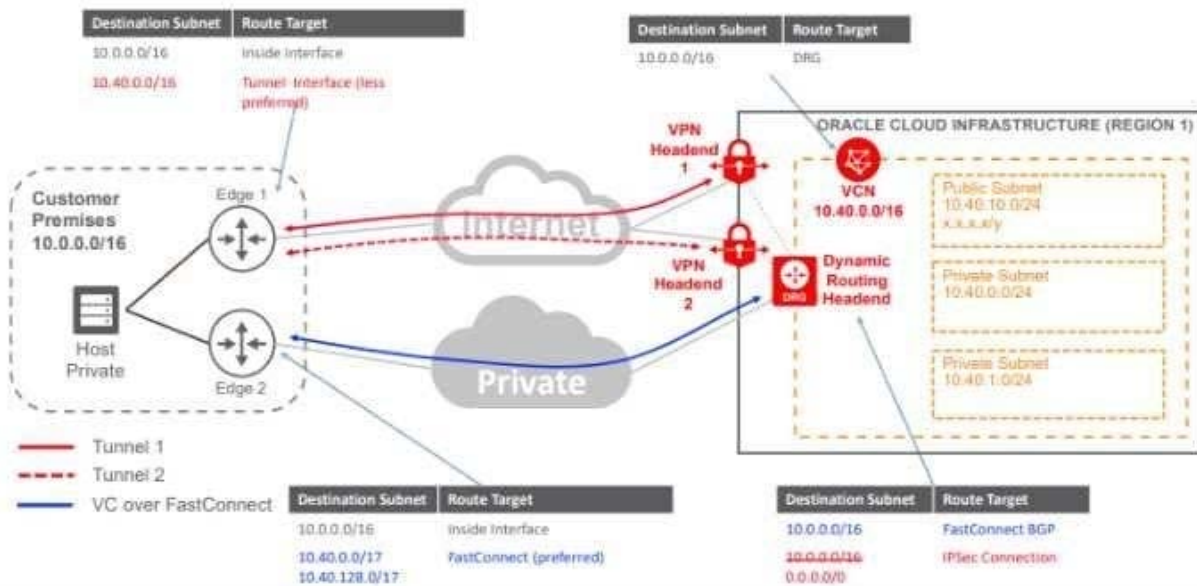 Destination Subnet Route Target
10.0.0.0/16 Inside Interface
10.40.0.0/16 Tunnel Interface (less
preferred)
Destination Subnet Route Target
10.0.0.0/16 DRG
ORACLE CLOUD INFRASTRUCTURE (REGION 1)
VPN
Headend
1
VCN
10.40.0.0/16
Public Subnet
10.40.10.0/24
x.x.x.x/y
Customer
Premises
10.0.0.0/16
Edge 1
Internet
VPN
Headend
2
DRG
Dynamic
Routing
Headend
Private Subnet
10.40.0.0/24
Host
Private
Edge 2
Private
Private Subnet
10.40.1.0/24
Tunnel 1
Tunnel 2
VC over FastConnect
Destination Subnet Route Target
10.0.0.0/16 Inside Interface
10.40.0.0/17 FastConnect (preferred)
10.40.128.0/17
Destination Subnet Route Target
10.0.0.0/16 FastConnect BGP
10.0.0.0/16 IPSec Connection
0.0.0.0/0